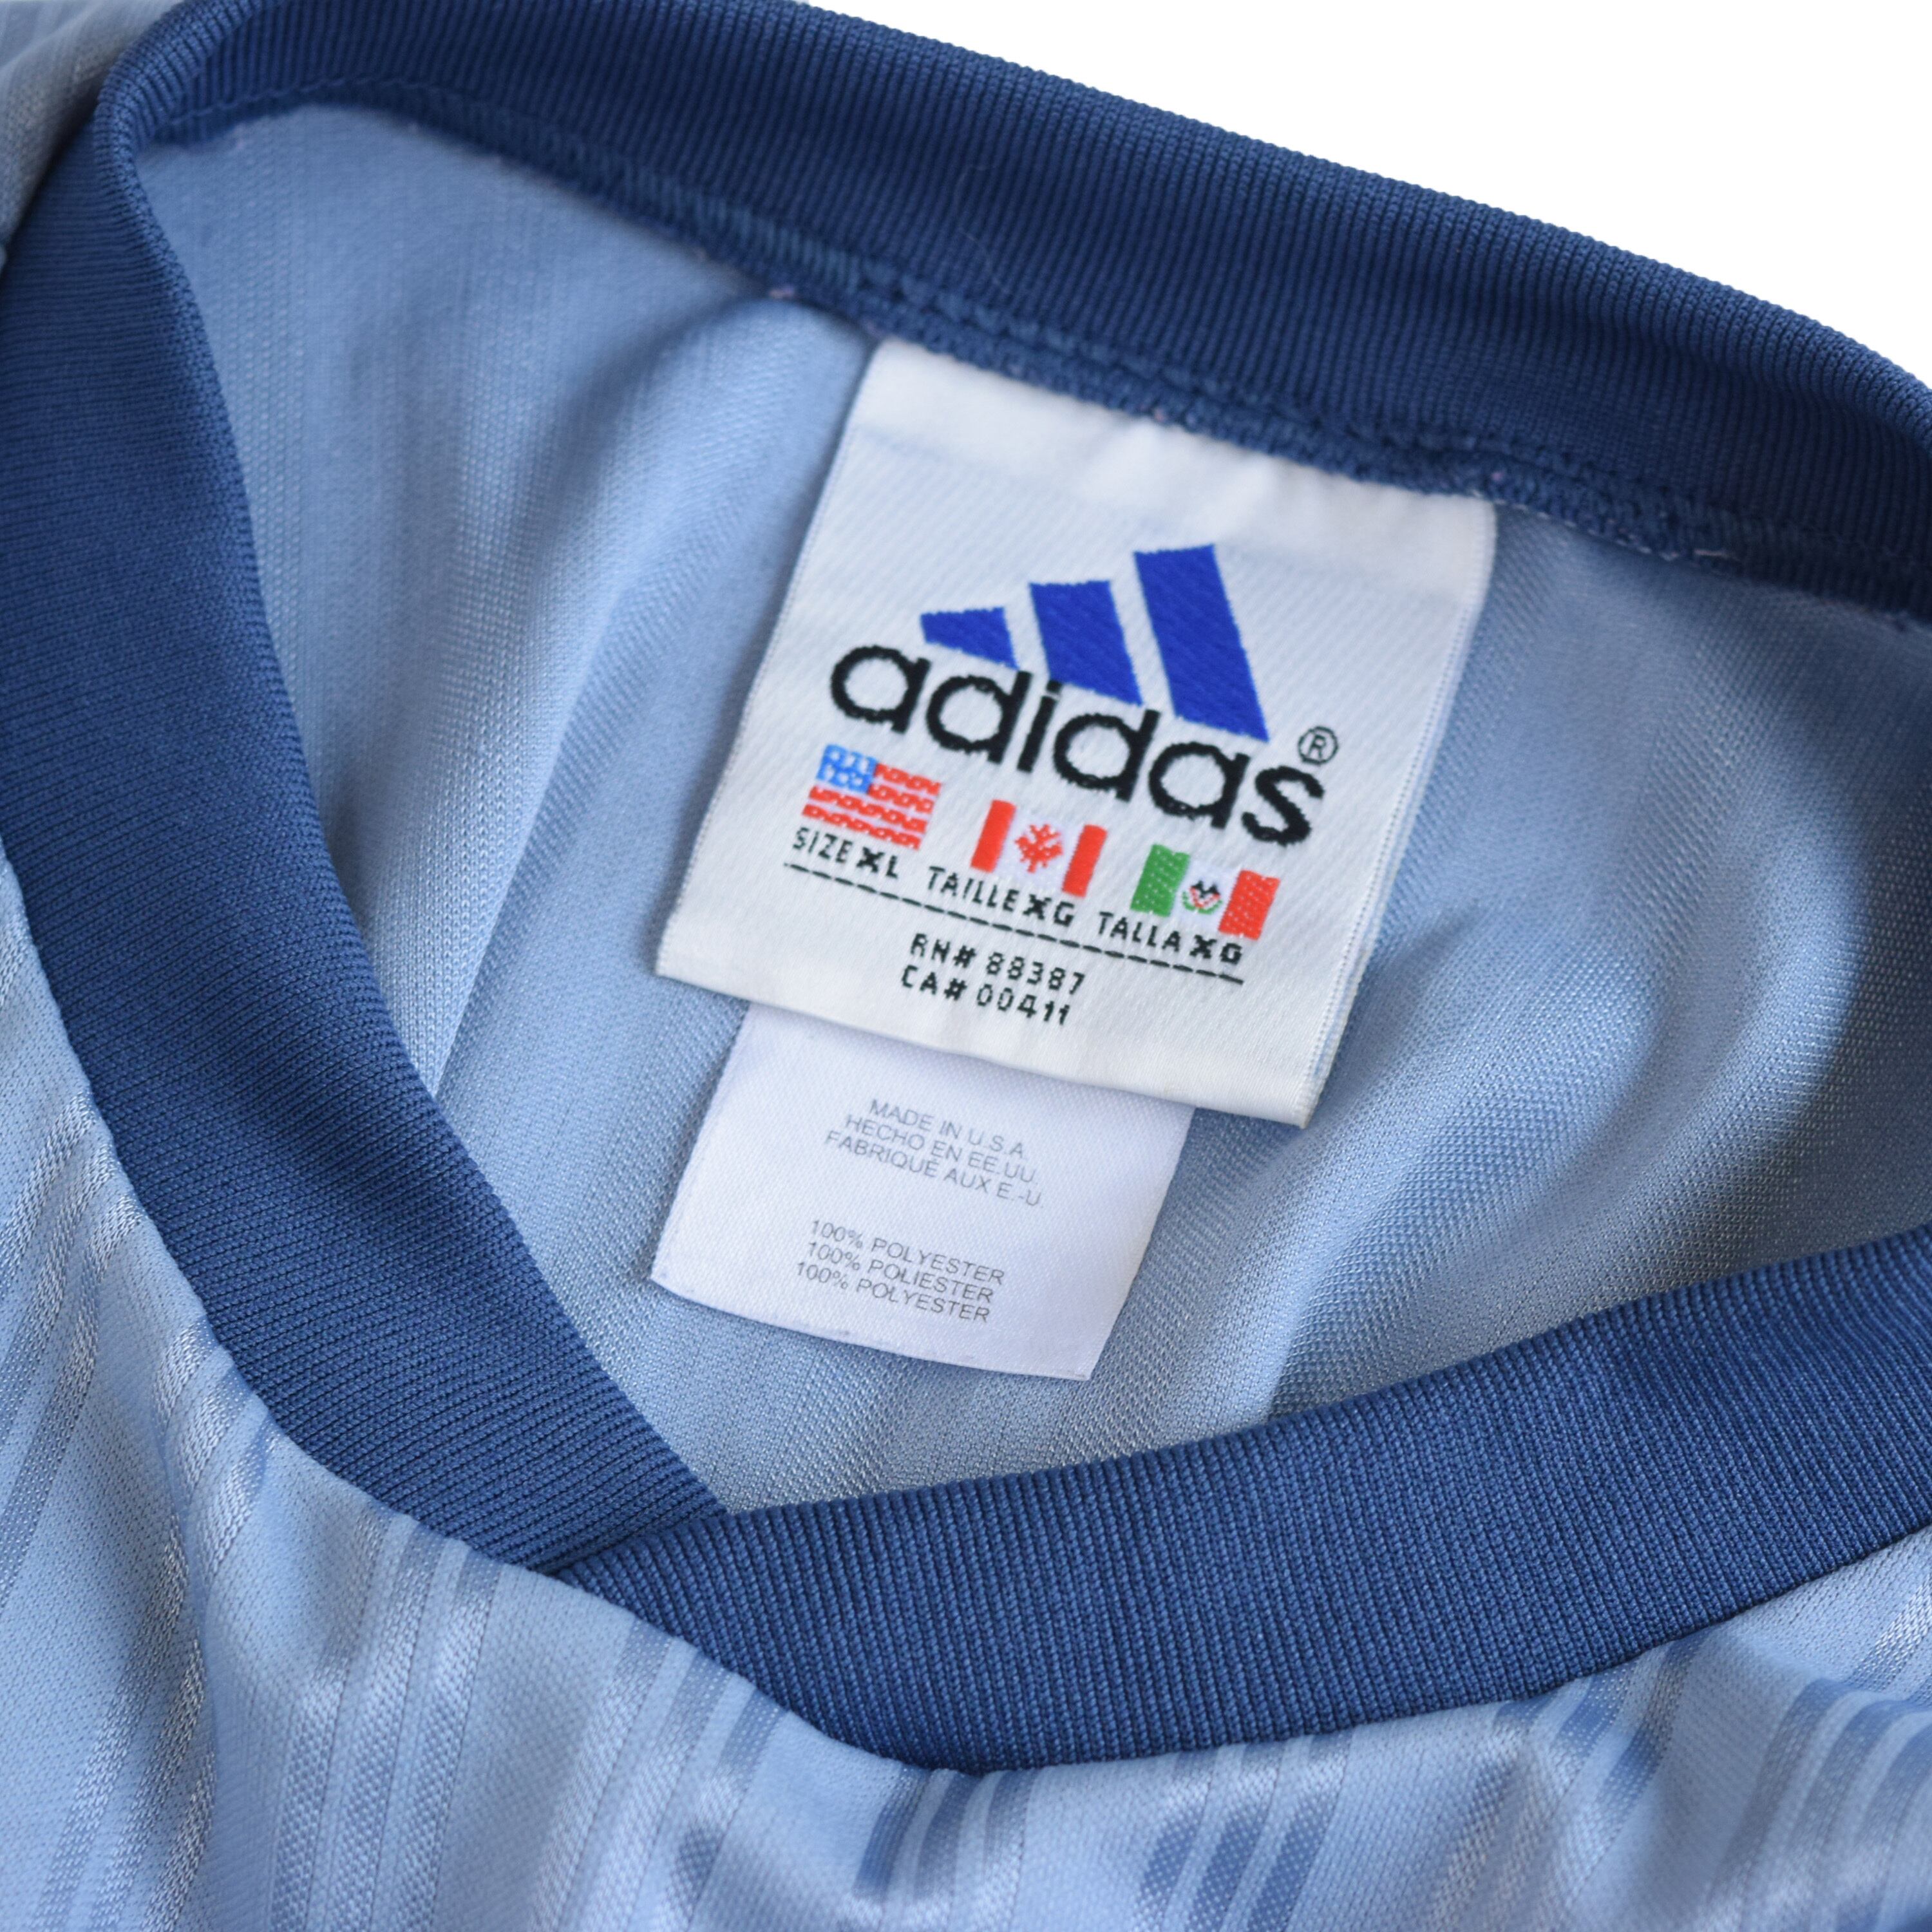 adidas®
SIZE XL TAILLE XG TALLA XG
RN# 88387
CA# 00411
MADE IN U.S.A.
HECHO EN EE.UU.
FABRIQUÉ AUX E.-U.
100% POLYESTER
100% POLIESTER
100% POLYESTER